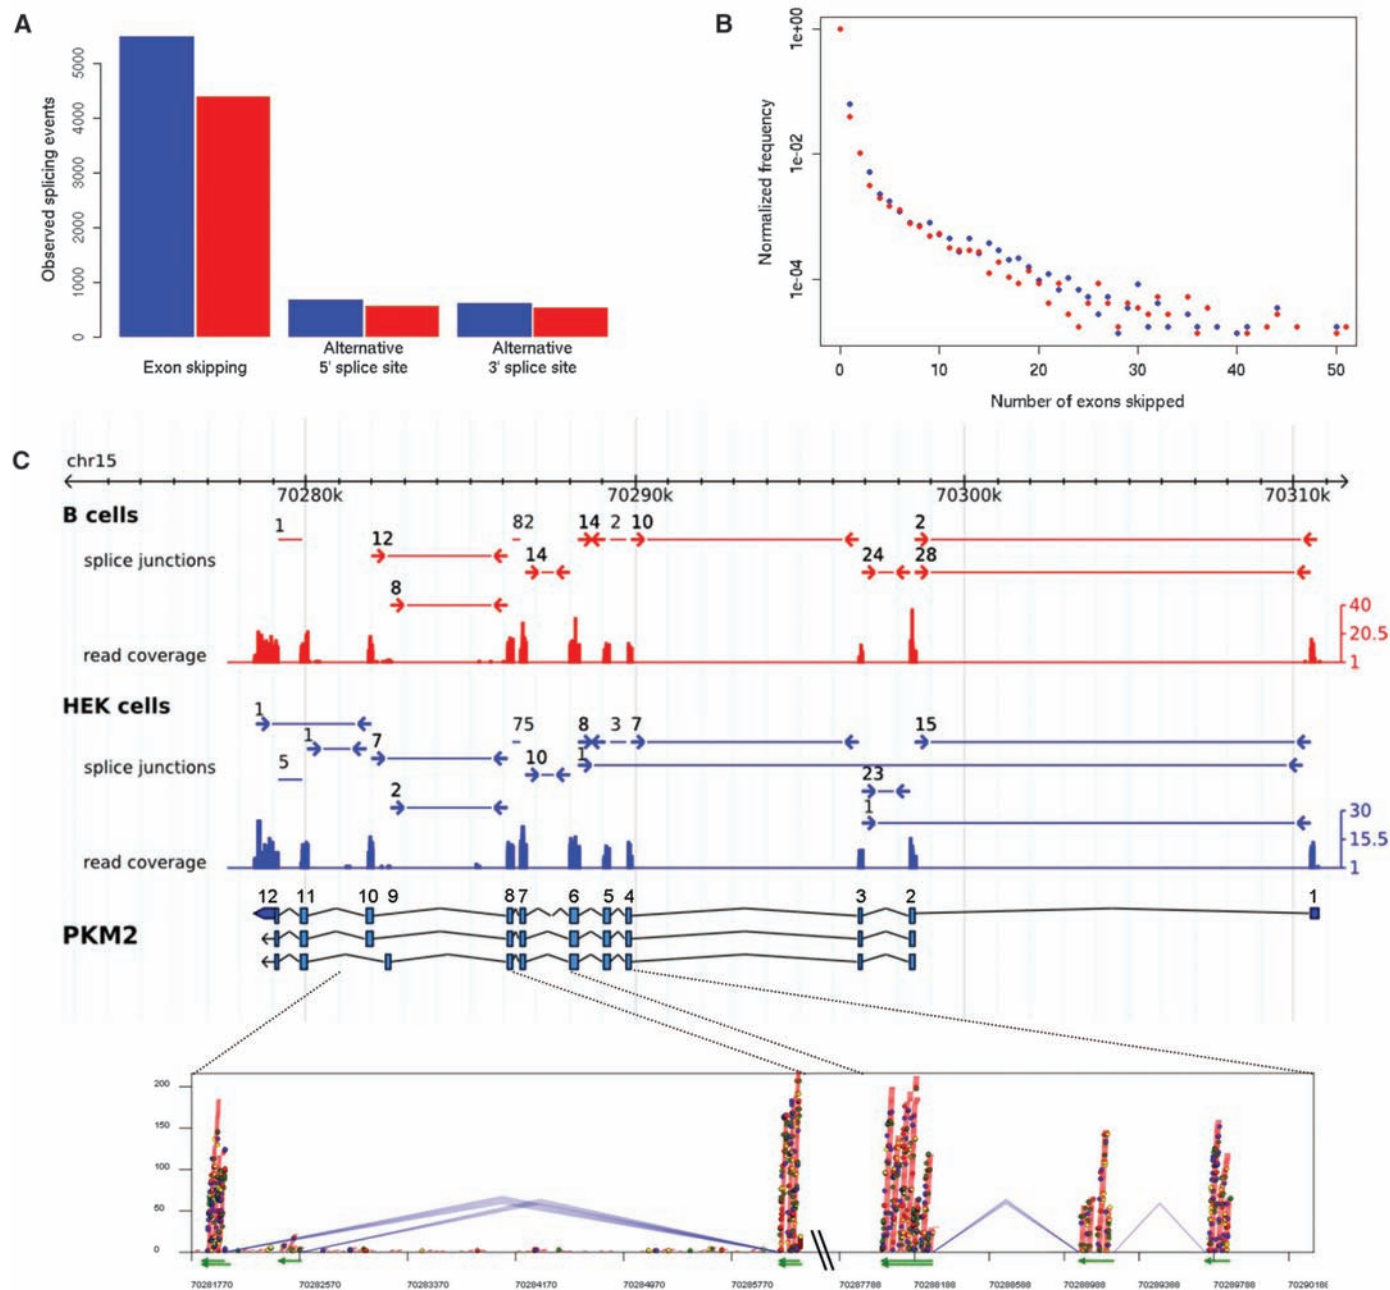 A
Observed splicing events
0
1000
2000
3000
4000
5000
Exon skipping
Alternative
5' splice site
Alternative
3' splice site
B
Normalized frequency
1e+00
1e-02
1e-04
0 10 20 30 40 50
Number of exons skipped
C
chr15
70280k 70290k 70300k 70310k
B cells
1 82 14 2 10 2
12 14 24 28
splice junctions
8
40
20.5
1
read coverage
HEK cells
1 75 8 3 7 15
1 7 10 1
splice junctions
5 23
2 1
30
15.5
1
read coverage
12 11 10 9 8 7 6 5 4 3 2 1
PKM2
200
150
100
50
0
70281770 70282570 70283370 70284170 70284970 70285770 70287788 70288188 70288588 70288988 70289388 70289788